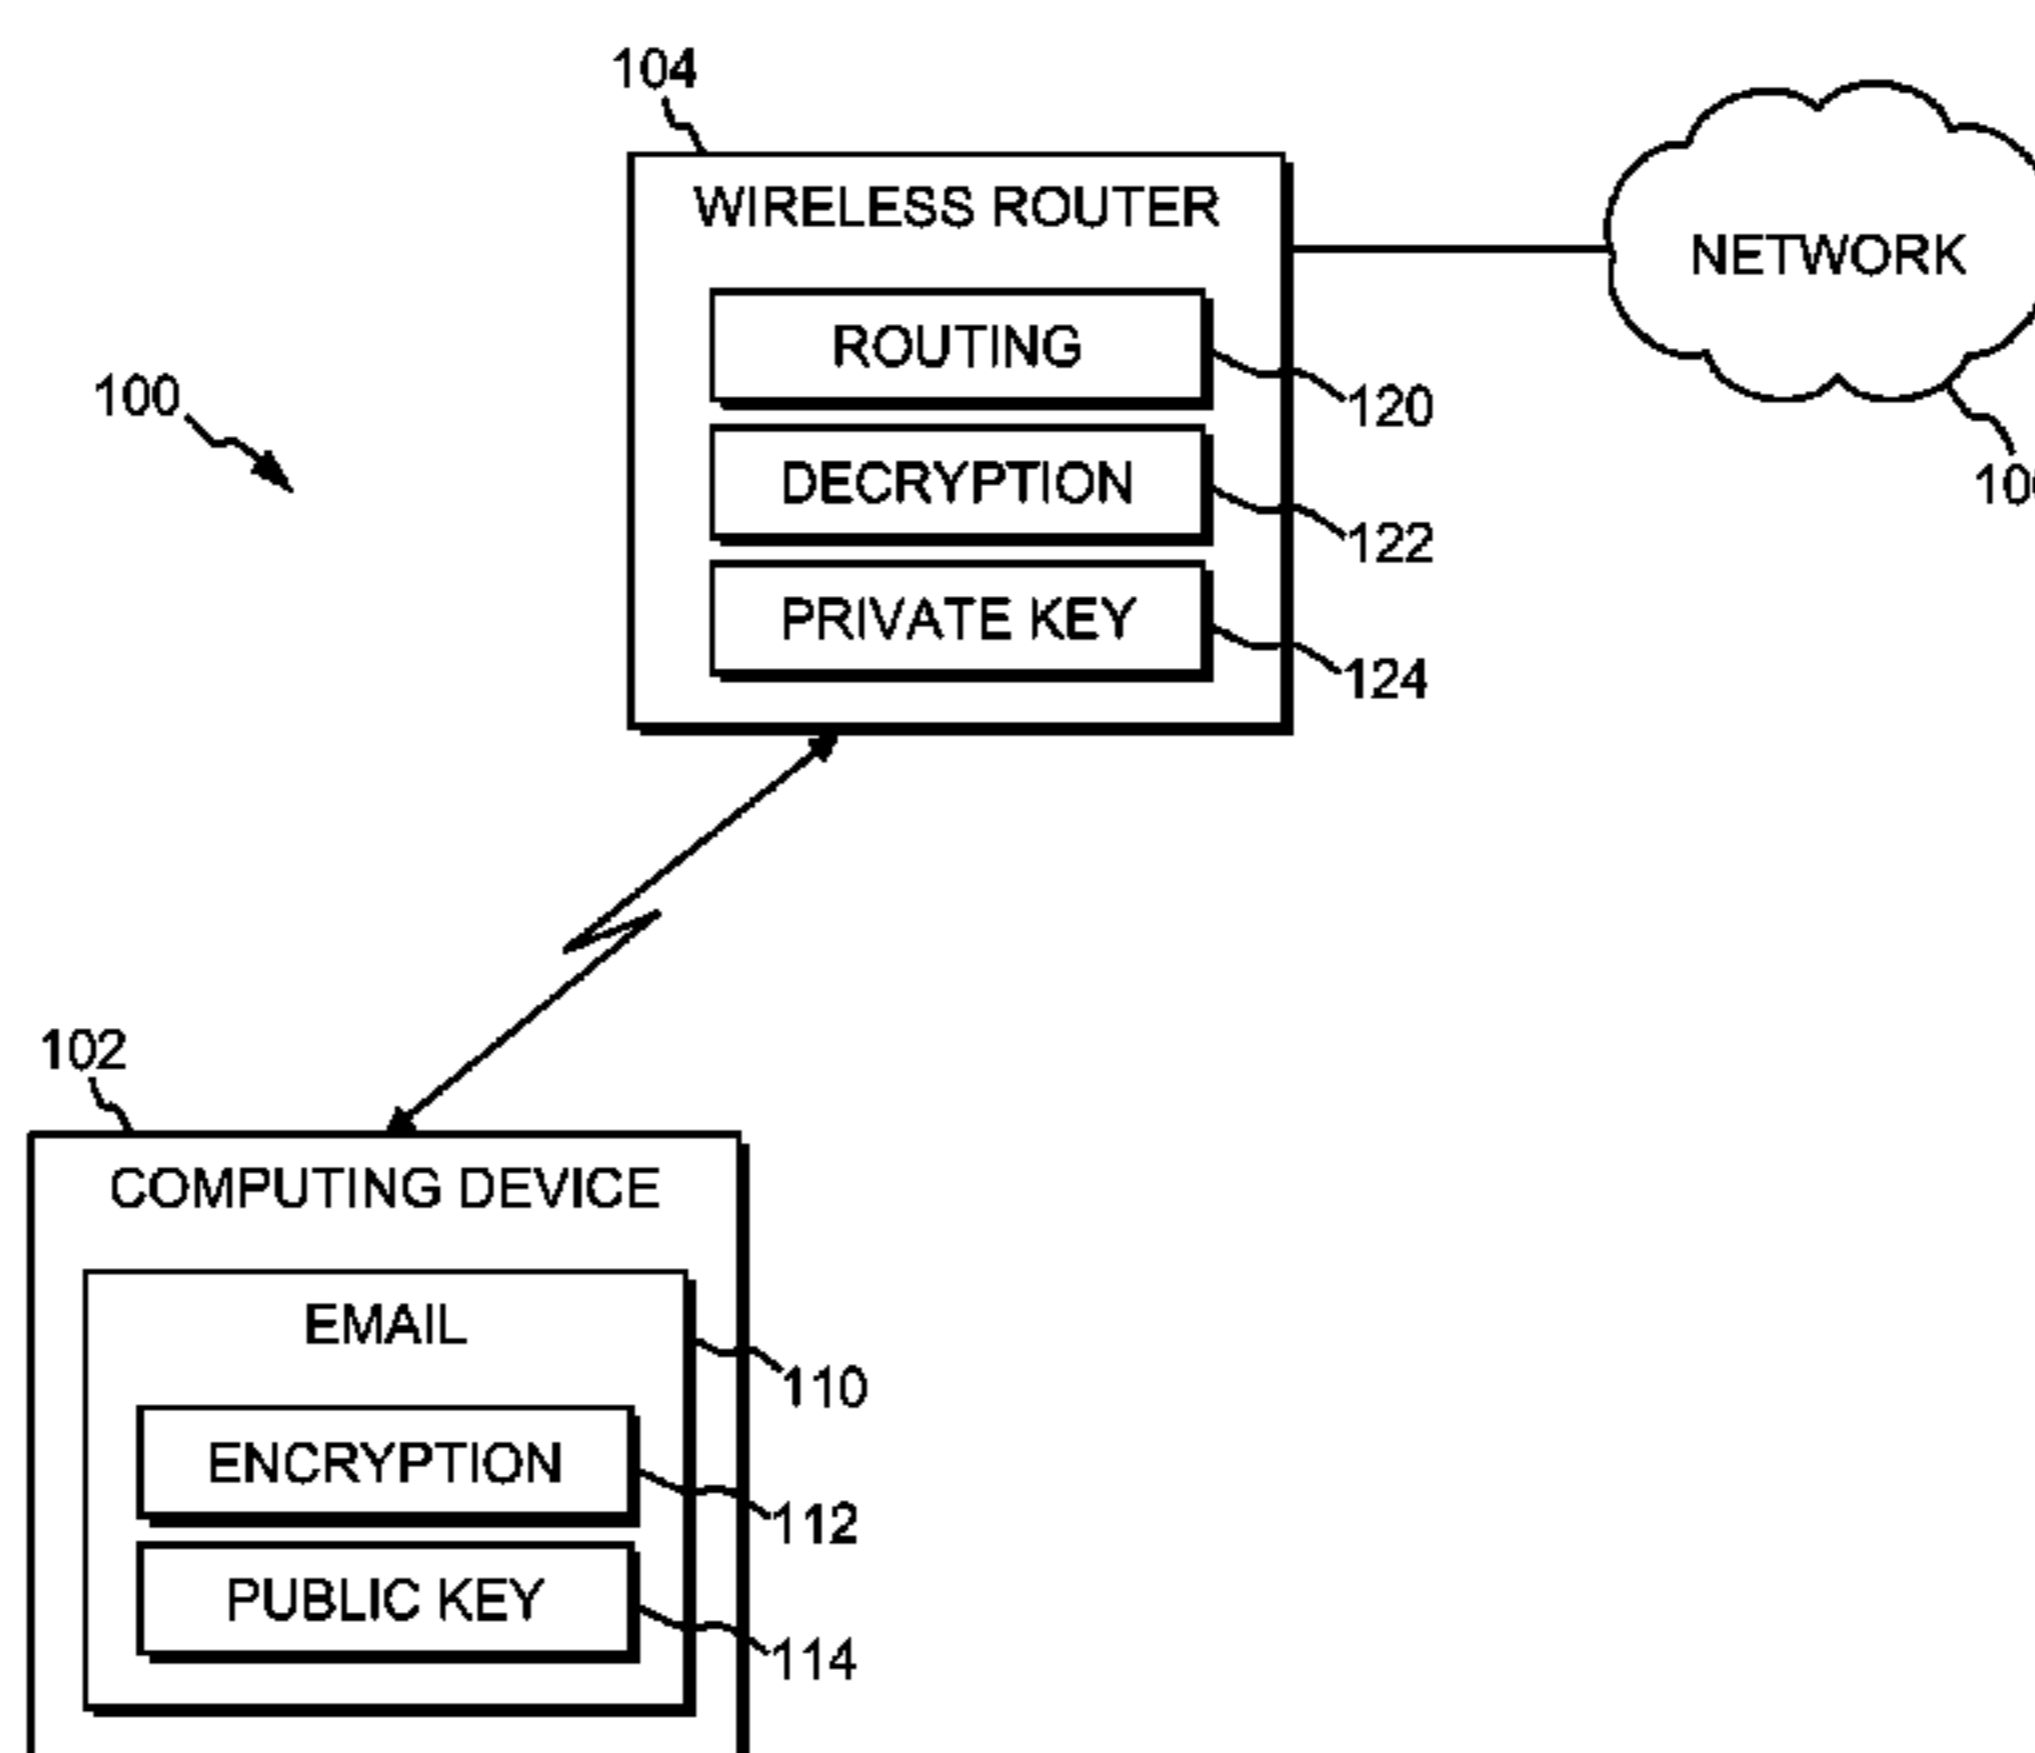 104
WIRELESS ROUTER
NETWORK
ROUTING
100
120
DECRYPTION
122
PRIVATE KEY
124
102
COMPUTING DEVICE
EMAIL
110
ENCRYPTION
112
PUBLIC KEY
114